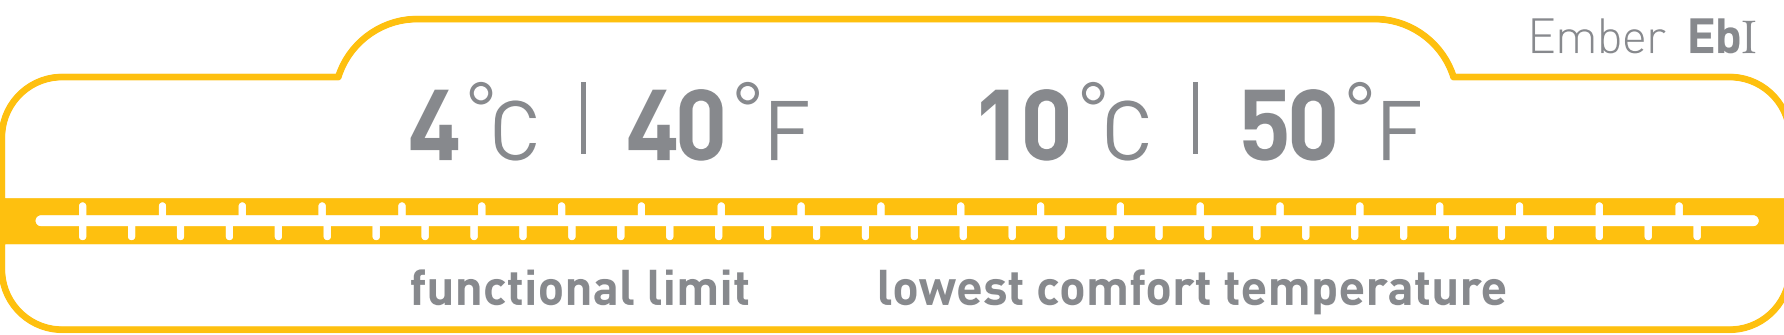 Ember EbI
4°C | 40°F 10°C | 50°F
functional limit lowest comfort temperature